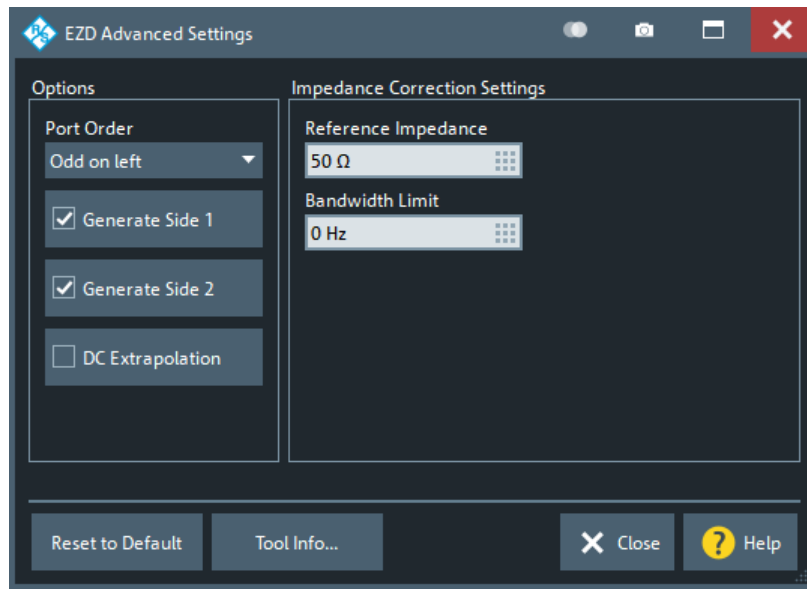 EZD Advanced Settings
Options
Port Order
Odd on left
Generate Side 1
Generate Side 2
DC Extrapolation
Impedance Correction Settings
Reference Impedance
50 Ω
Bandwidth Limit
0 Hz
Reset to Default
Tool Info...
Close
? Help